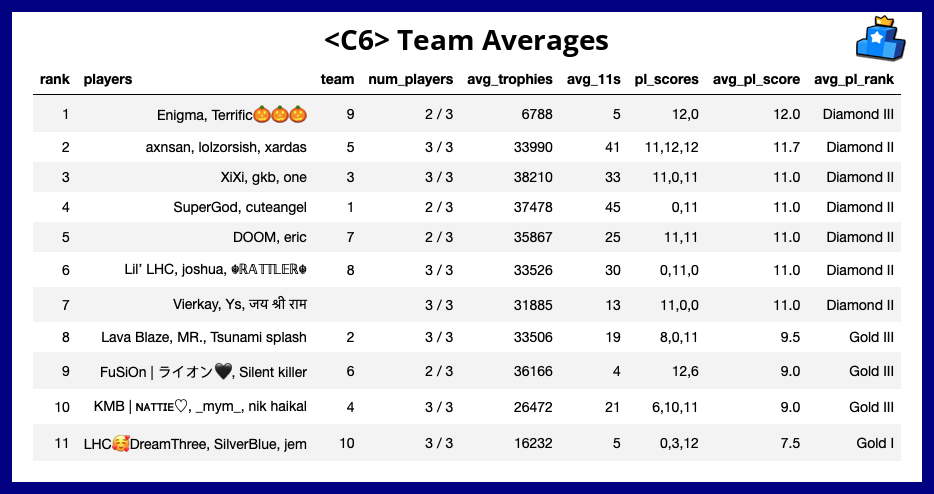 <C6> Team Averages
rank players team num_players avg_trophies avg_11s pl_scores avg_pl_score avg_pl_rank
1 Enigma, Terrific🎃🎃🎃 9 2 / 3 6788 5 12,0 12.0 Diamond III
2 axnsan, lolzorsish, xardas 5 3 / 3 33990 41 11,12,12 11.7 Diamond II
3 XiXi, gkb, one 3 3 / 3 38210 33 11,0,11 11.0 Diamond II
4 SuperGod, cuteangel 1 2 / 3 37478 45 0,11 11.0 Diamond II
5 DOOM, eric 7 2 / 3 35867 25 11,11 11.0 Diamond II
6 Lil' LHC, joshua, ☬ℝ𝔸𝕋𝕋𝕃𝔼ℝ☬ 8 3 / 3 33526 30 0,11,0 11.0 Diamond II
7 Vierkay, Ys, जय श्री राम 3 / 3 31885 13 11,0,0 11.0 Diamond II
8 Lava Blaze, MR., Tsunami splash 2 3 / 3 33506 19 8,0,11 9.5 Gold III
9 FuSiOn | ライオン🖤, Silent killer 6 2 / 3 36166 4 12,6 9.0 Gold III
10 KMB | ɴᴀᴛᴛɪᴇ♡, _mym_, nik haikal 4 3 / 3 26472 21 6,10,11 9.0 Gold III
11 LHC🥰DreamThree, SilverBlue, jem 10 3 / 3 16232 5 0,3,12 7.5 Gold I